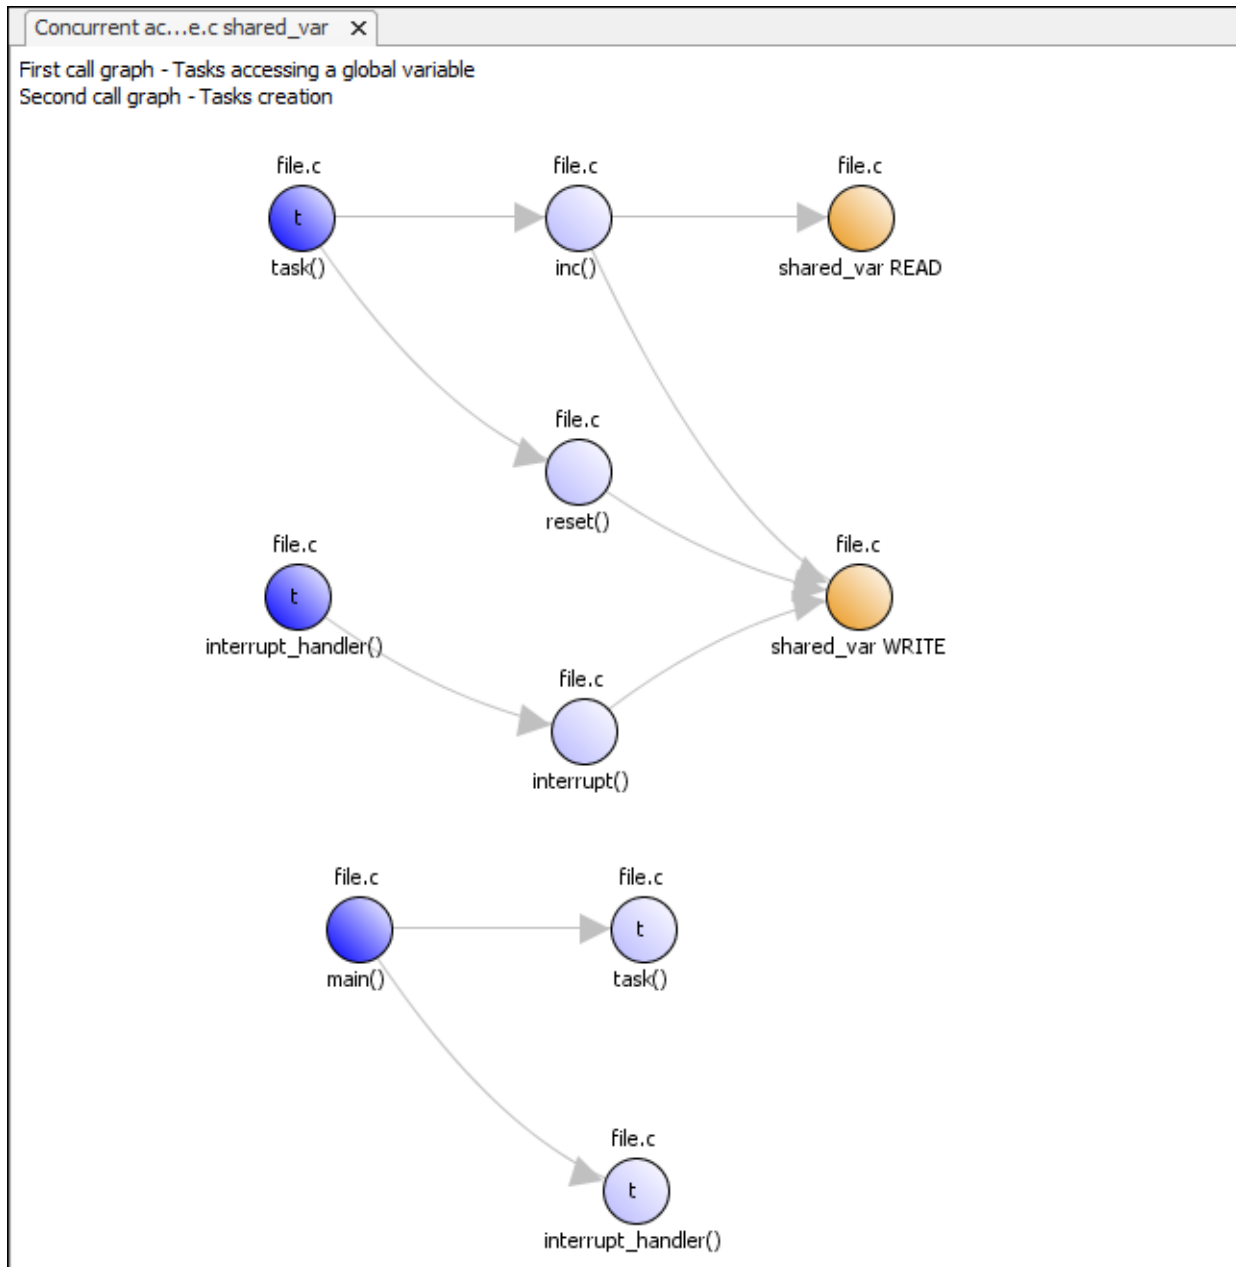 Concurrent ac...e.c shared_var X
First call graph - Tasks accessing a global variable
Second call graph - Tasks creation
file.c file.c file.c
t
task() inc() shared_var READ
file.c
reset()
file.c file.c
t
interrupt_handler() shared_var WRITE
file.c
interrupt()
file.c file.c
t
main() task()
file.c
t
interrupt_handler()